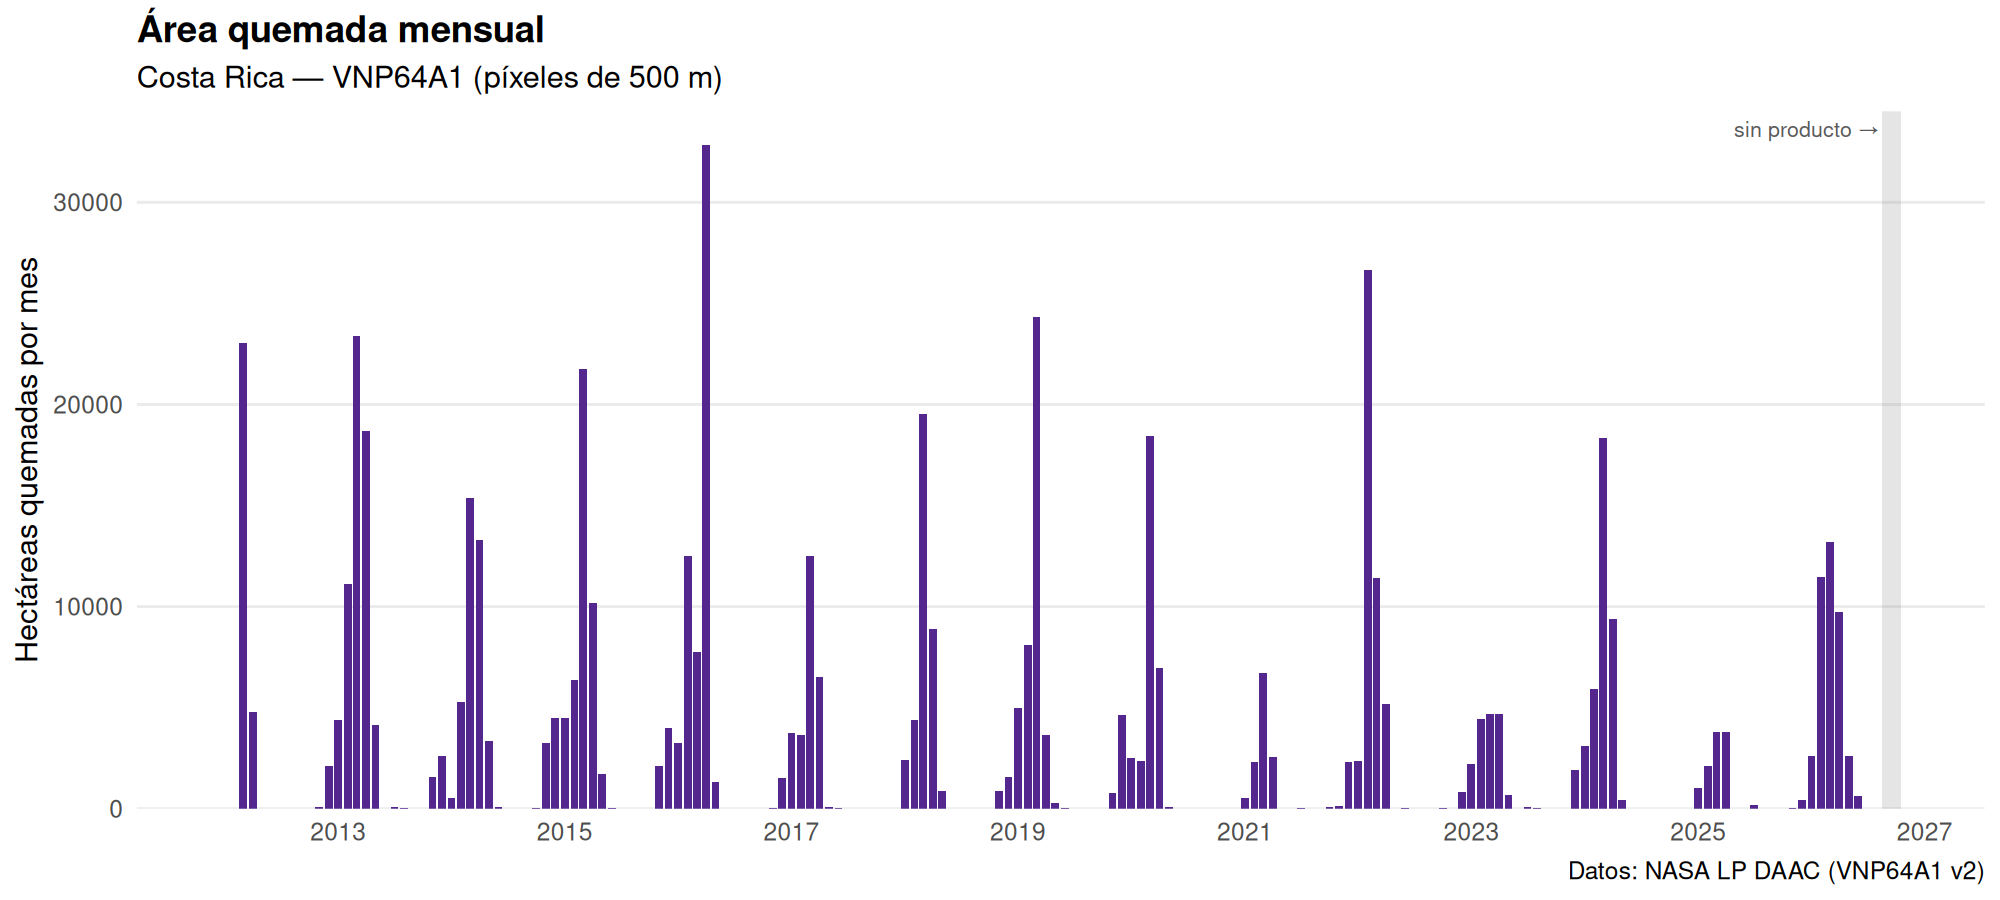 Área quemada mensual
Costa Rica — VNP64A1 (píxeles de 500 m)
sin producto →
Hectáreas quemadas por mes
30000
20000
10000
0
2013
2015
2017
2019
2021
2023
2025
2027
Datos: NASA LP DAAC (VNP64A1 v2)